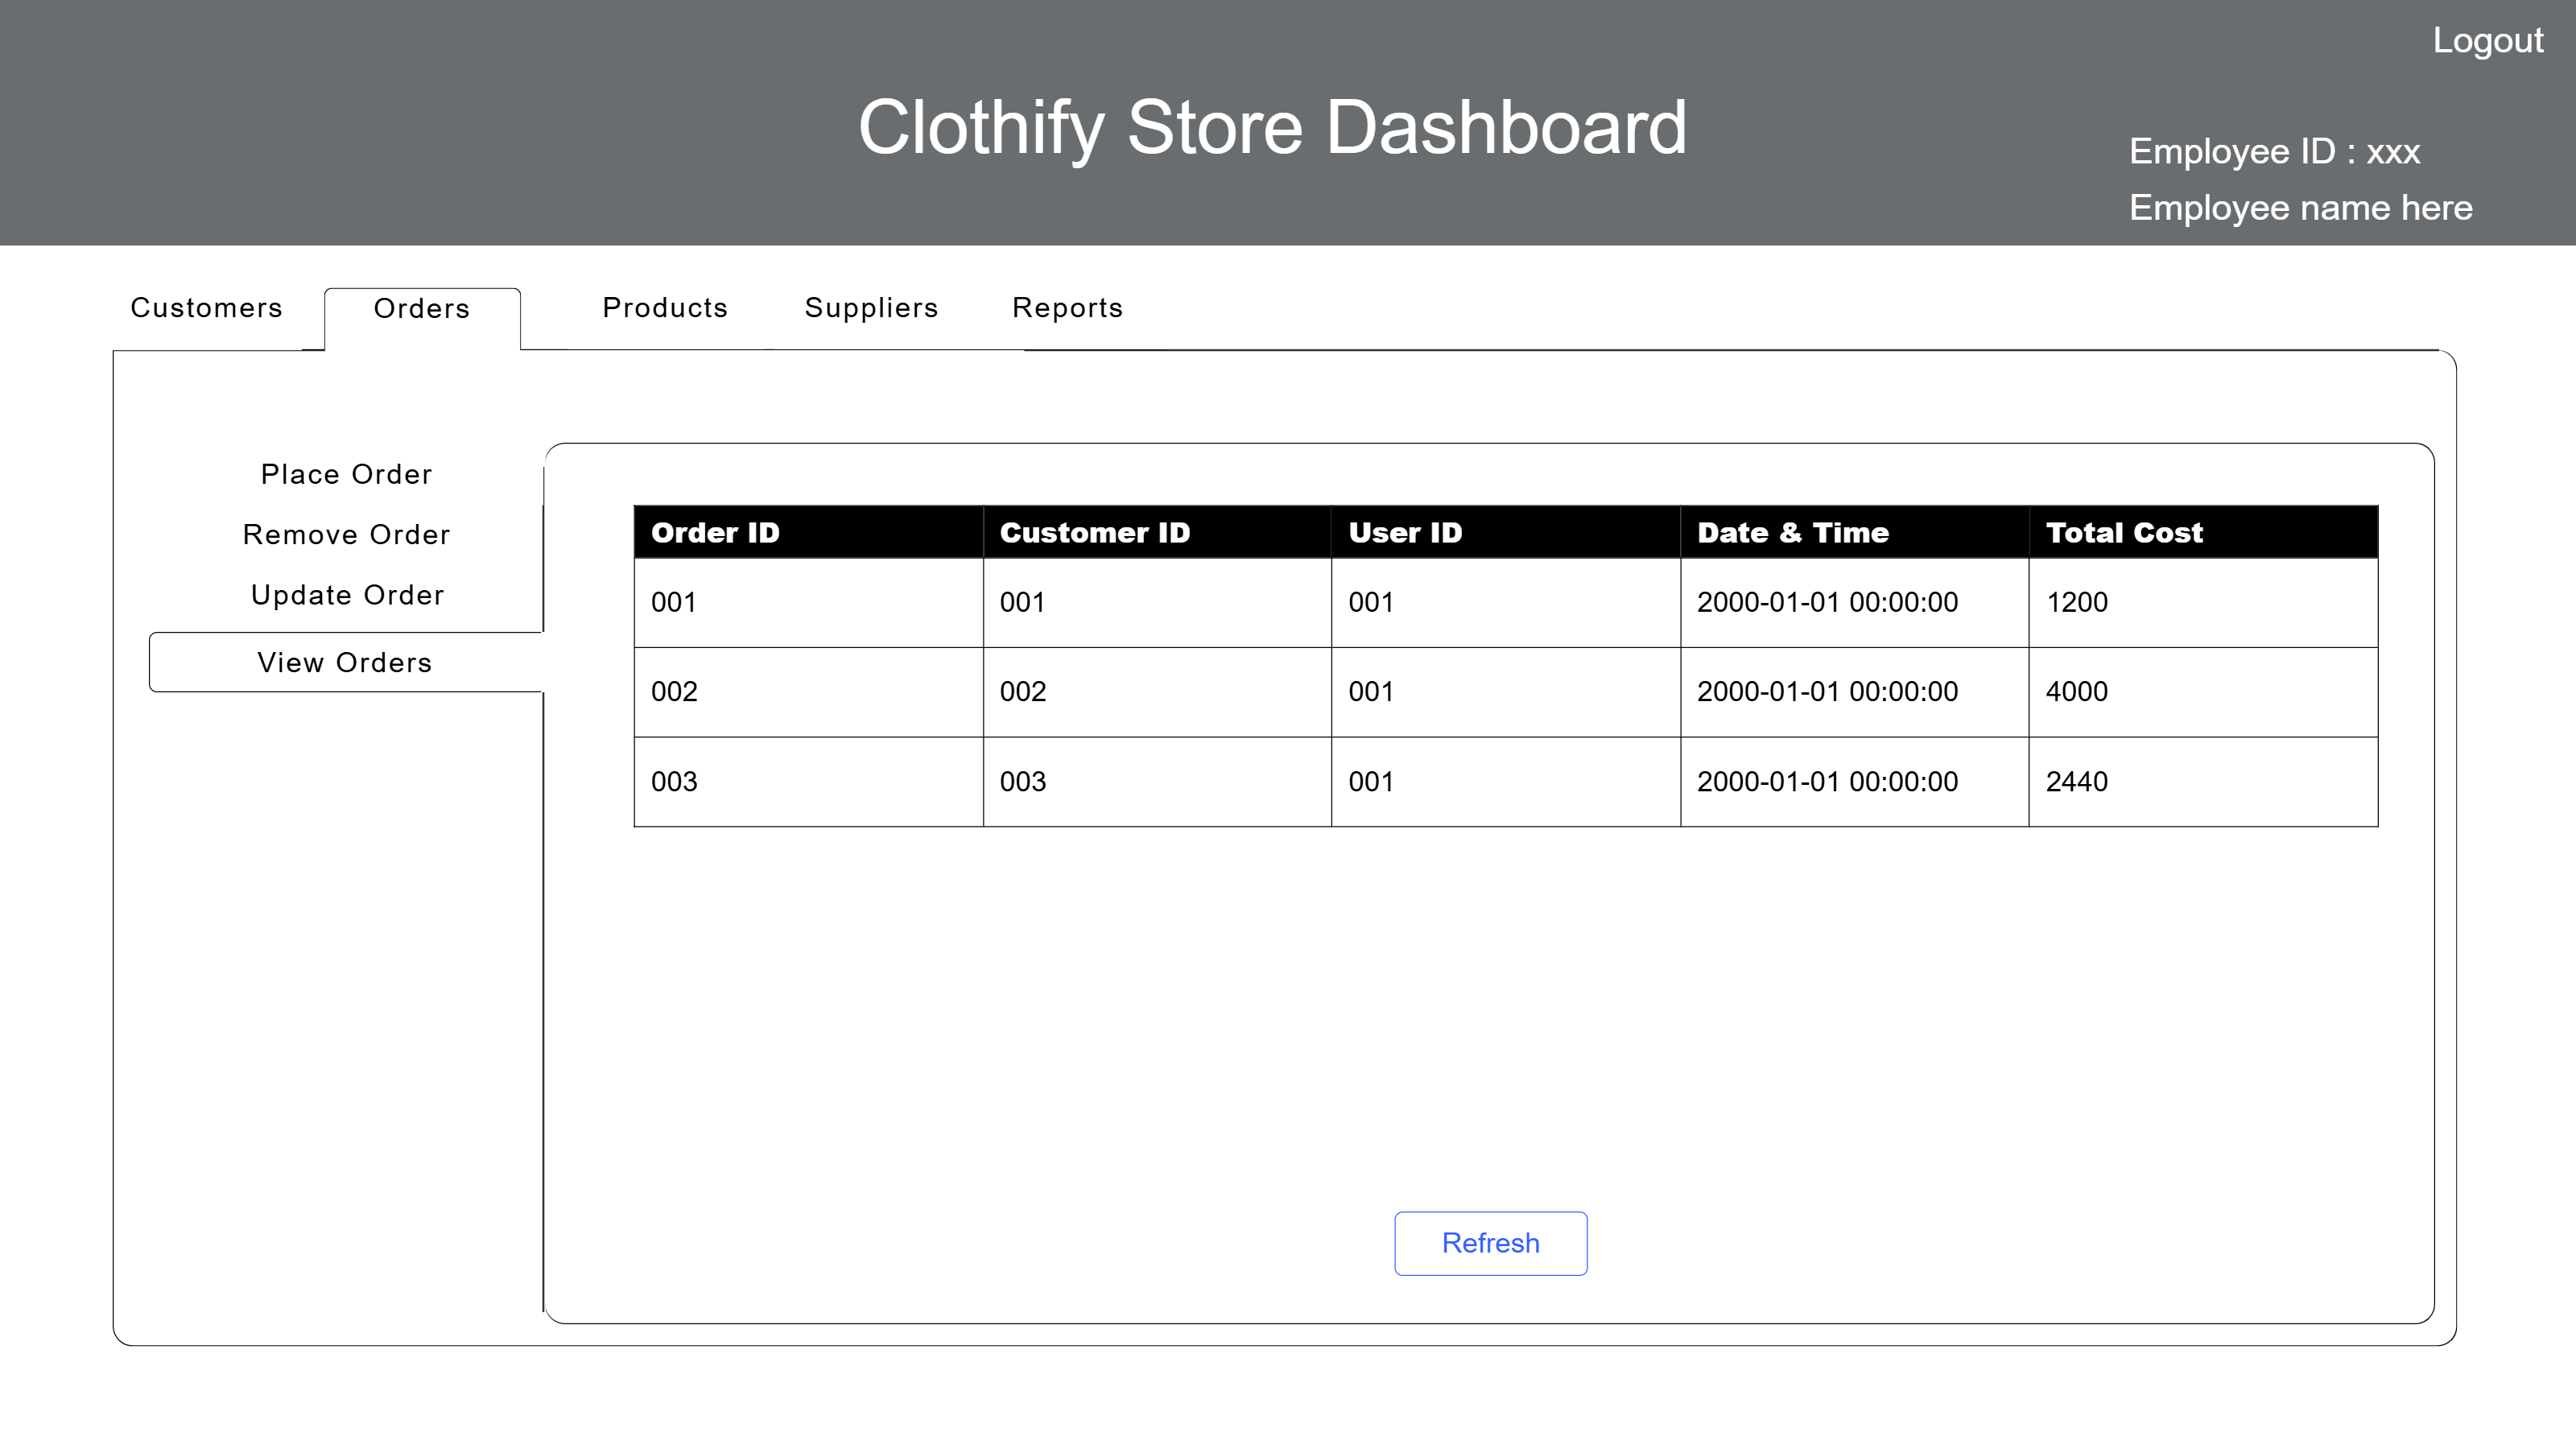 Logout
Clothify Store Dashboard
Employee ID : xxx
Employee name here
Customers Orders Products Suppliers Reports
Place Order
Remove Order
Update Order
View Orders
Order ID Customer ID User ID Date & Time Total Cost
001 001 001 2000-01-01 00:00:00 1200
002 002 001 2000-01-01 00:00:00 4000
003 003 001 2000-01-01 00:00:00 2440
Refresh